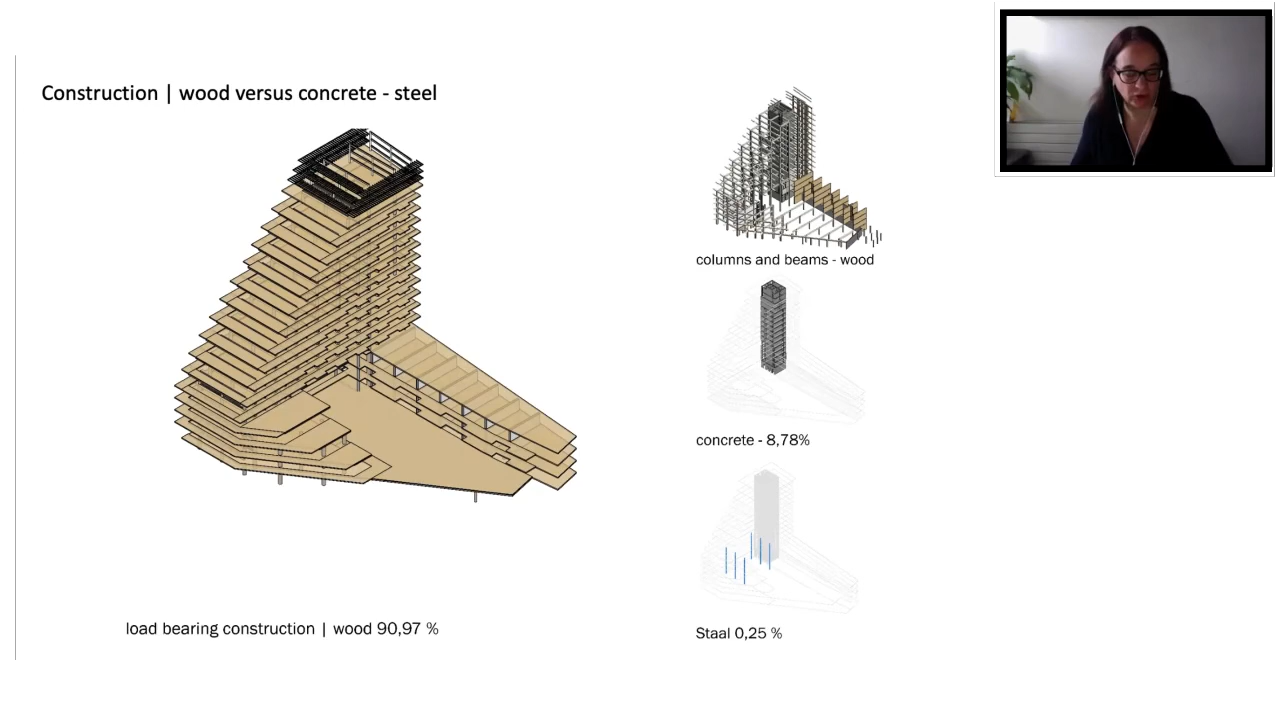 Construction | wood versus concrete - steel
columns and beams - wood
concrete - 8,78%
load bearing construction | wood 90,97 %
Staal 0,25 %